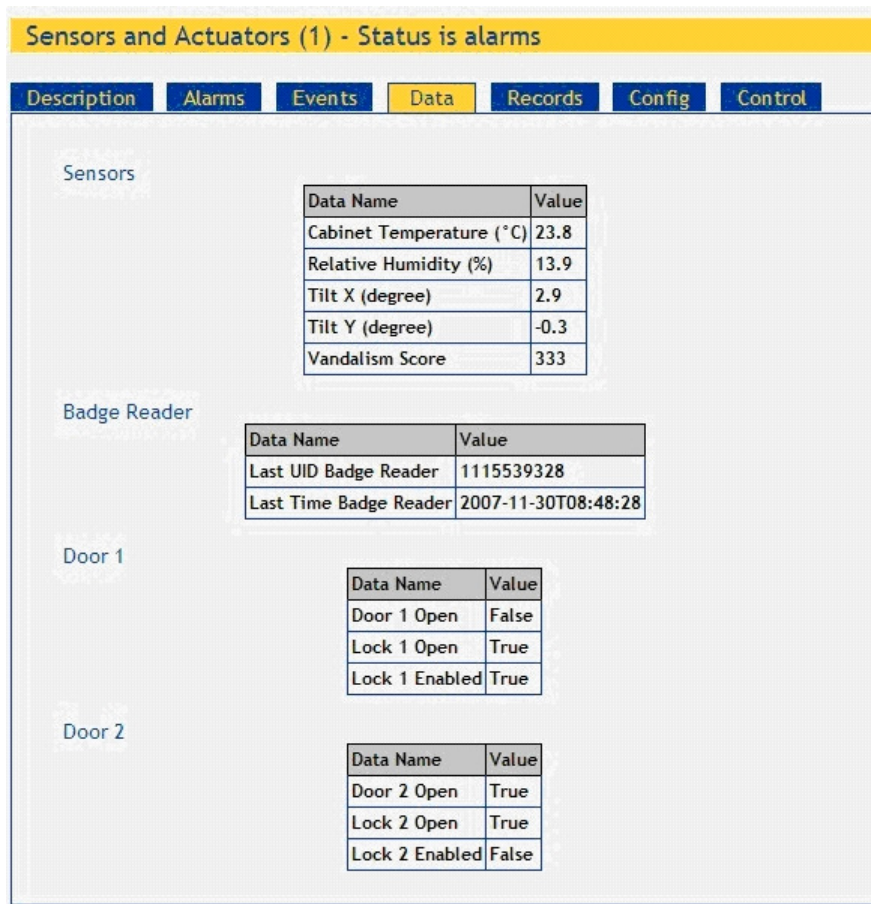 Sensors and Actuators (1) - Status is alarms
Description Alarms Events Data Records Config Control
Sensors
Data Name Value
Cabinet Temperature (°C) 23.8
Relative Humidity (%) 13.9
Tilt X (degree) 2.9
Tilt Y (degree) -0.3
Vandalism Score 333
Badge Reader
Data Name Value
Last UID Badge Reader 1115539328
Last Time Badge Reader 2007-11-30T08:48:28
Door 1
Data Name Value
Door 1 Open False
Lock 1 Open True
Lock 1 Enabled True
Door 2
Data Name Value
Door 2 Open True
Lock 2 Open True
Lock 2 Enabled False